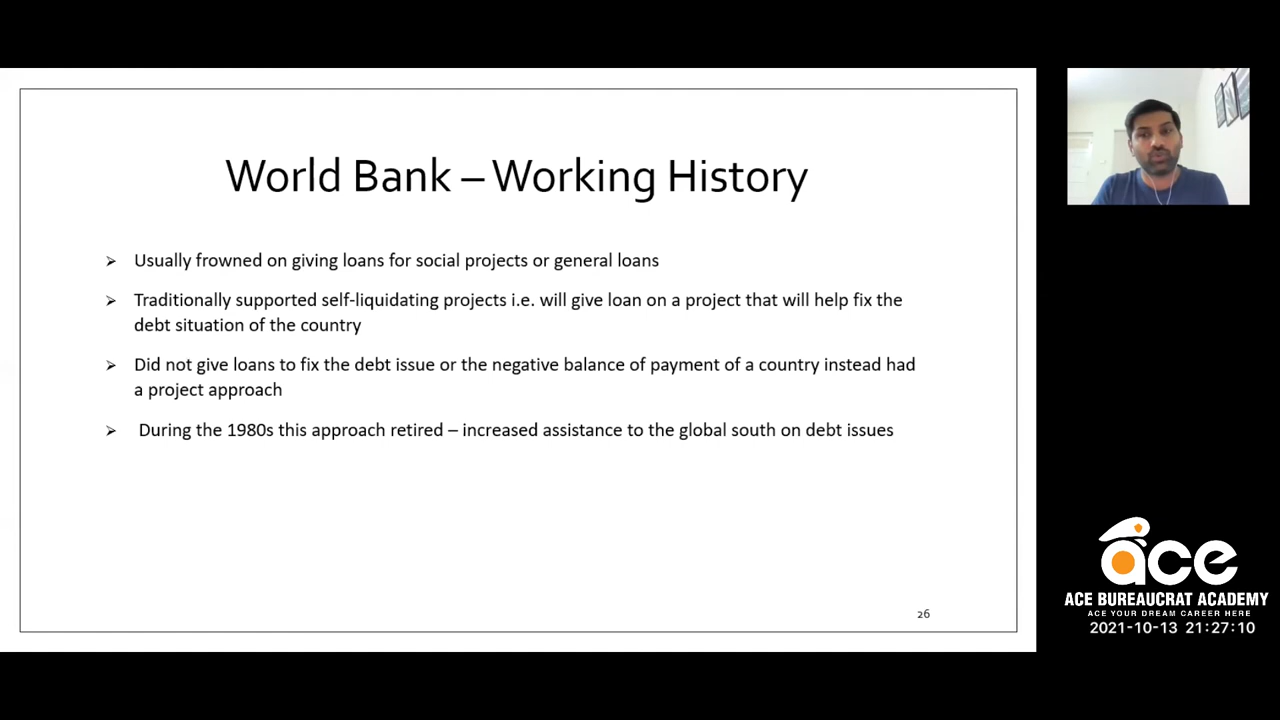 World Bank – Working History
➢ Usually frowned on giving loans for social projects or general loans
➢ Traditionally supported self-liquidating projects i.e. will give loan on a project that will help fix the
debt situation of the country
➢ Did not give loans to fix the debt issue or the negative balance of payment of a country instead had
a project approach
➢ During the 1980s this approach retired – increased assistance to the global south on debt issues
26
ace
ACE BUREAUCRAT ACADEMY
ACE YOUR DREAM CAREER HERE
2021-10-13 21:27:10